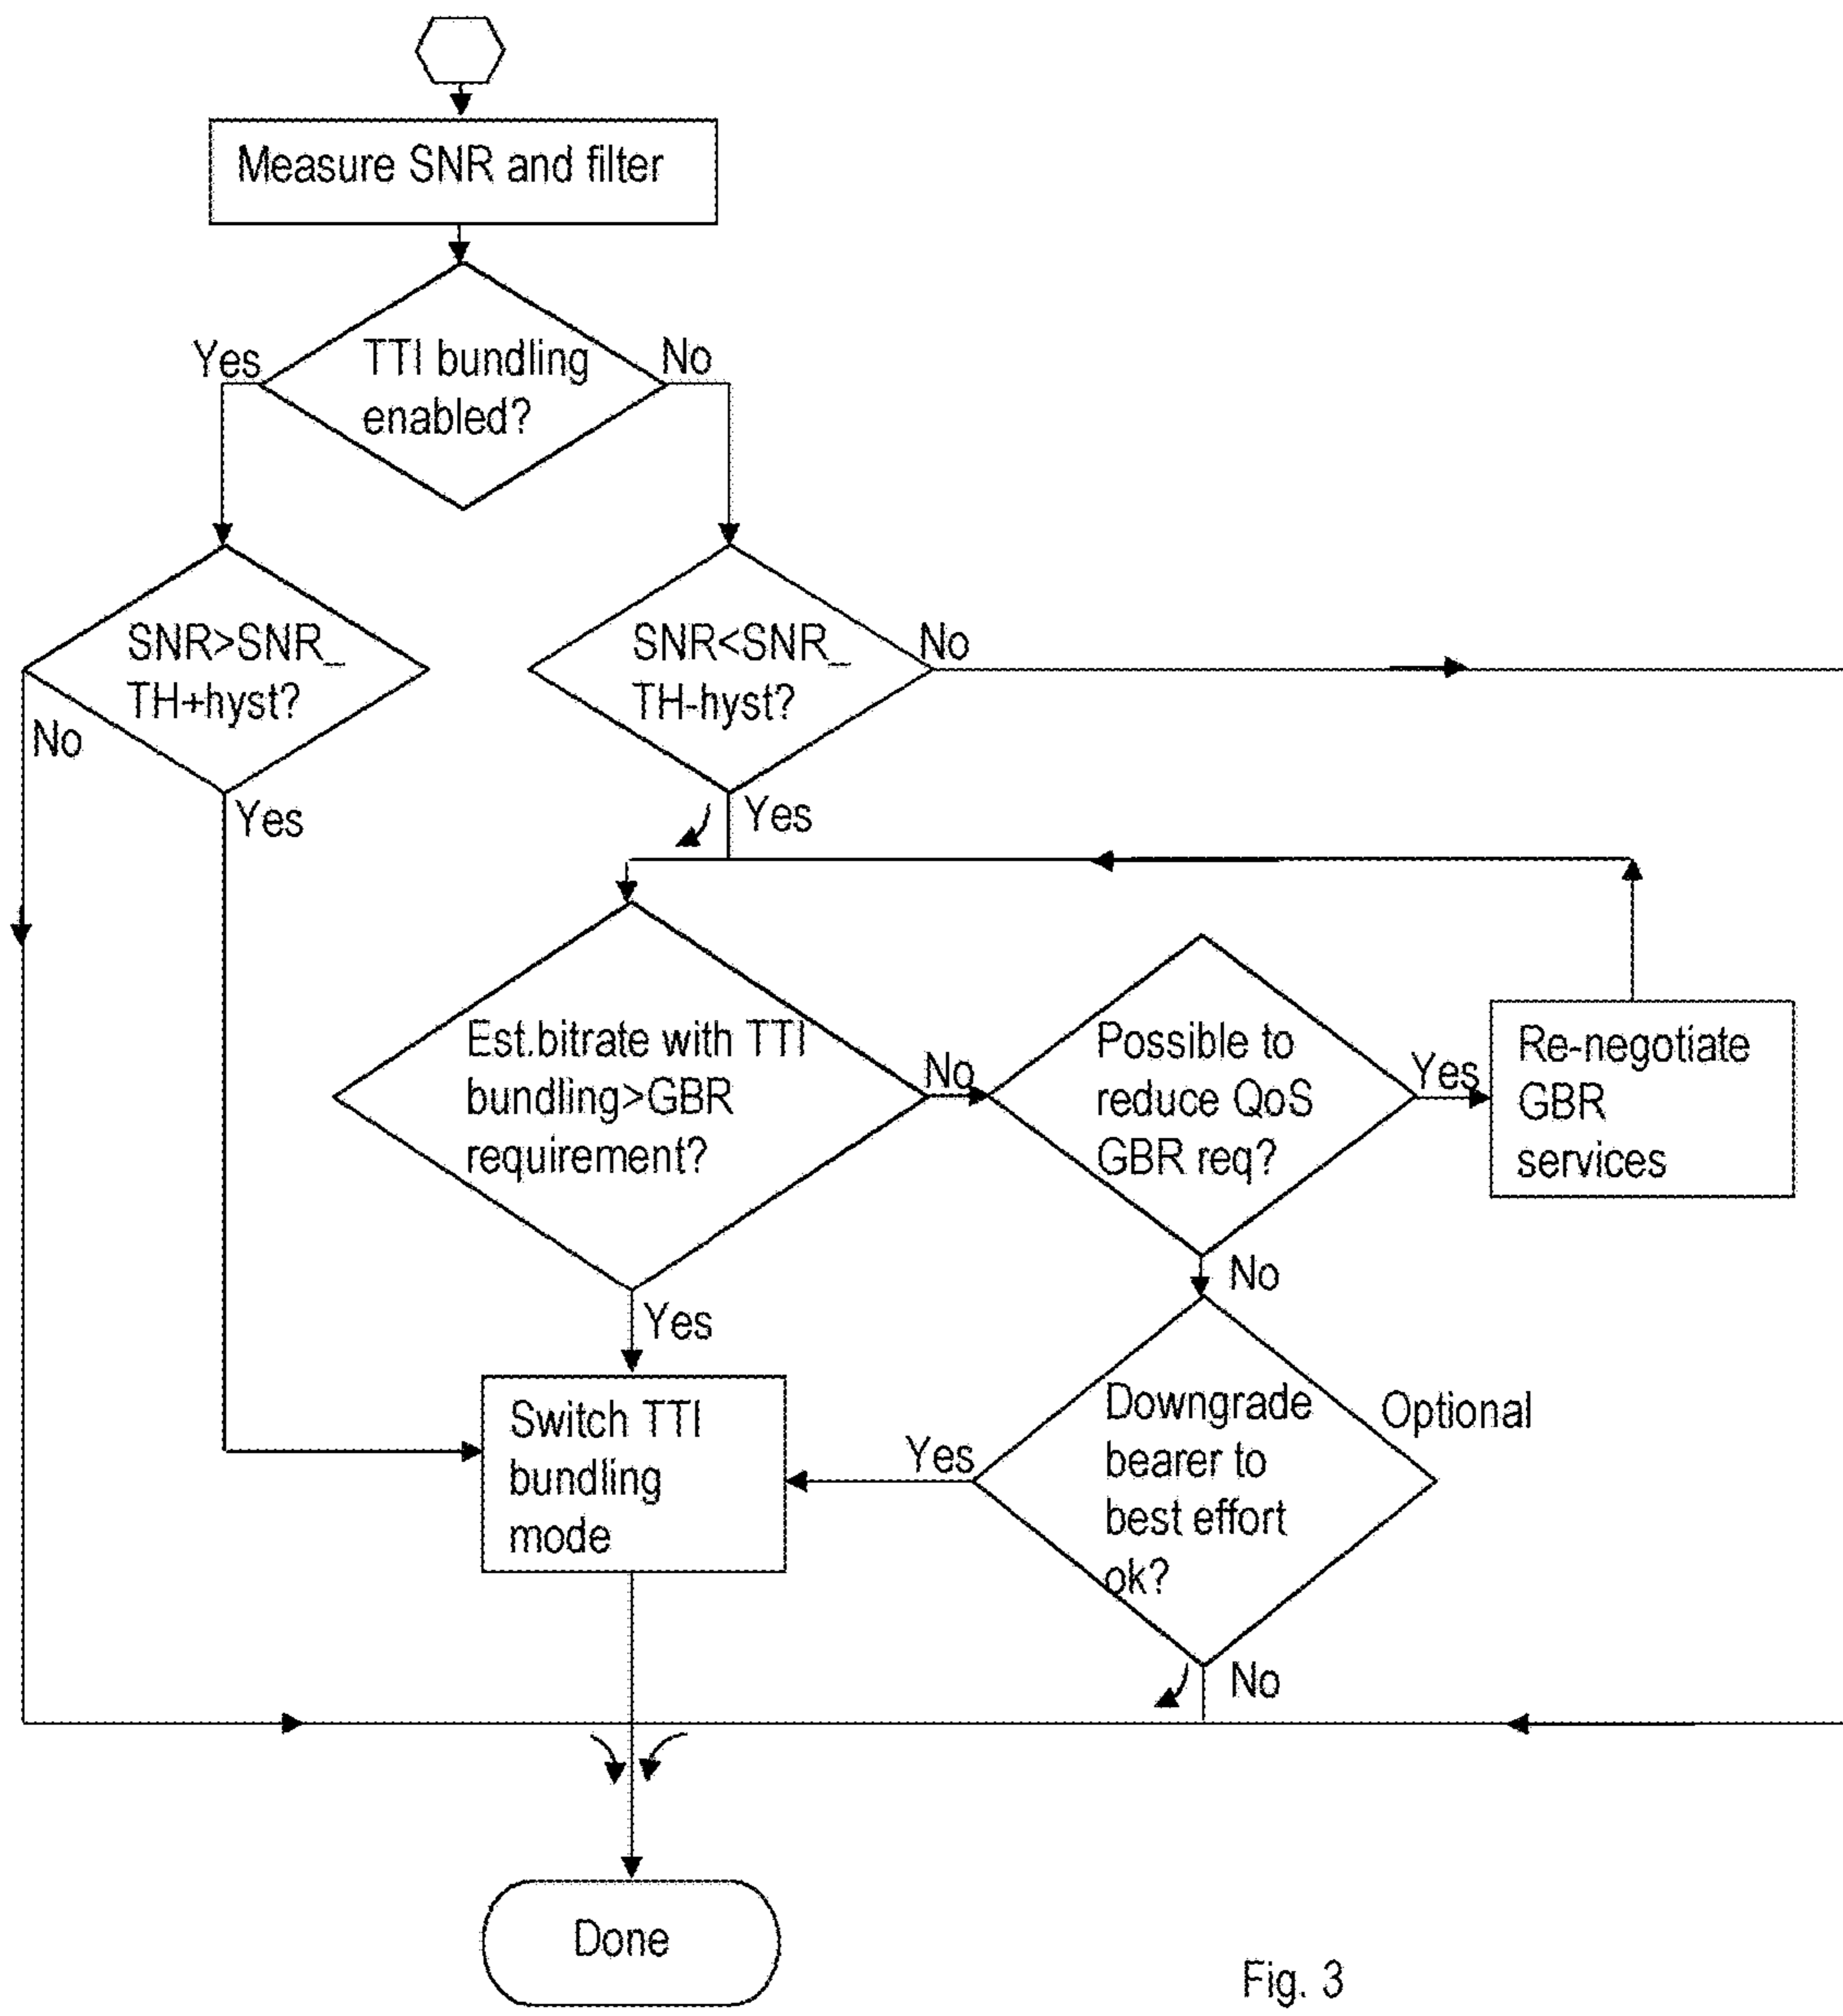 Measure SNR and filter
Yes
TTI bundling
enabled?
No
SNR>SNR_
TH+hyst?
No
Yes
SNR<SNR_
TH-hyst?
No
Yes
Est.bitrate with TTI
bundling>GBR
requirement?
No
Yes
Possible to
reduce QoS
GBR req?
Yes
No
Re-negotiate
GBR
services
Switch TTI
bundling
mode
Yes
Downgrade
bearer to
best effort
ok?
Optional
No
Done
Fig. 3